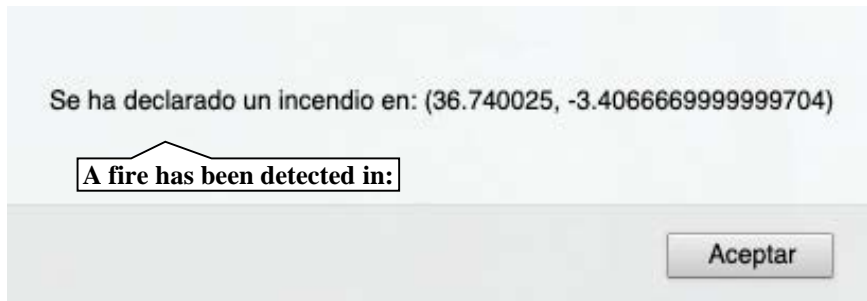 Se ha declarado un incendio en: (36.740025, -3.4066669999999704)
A fire has been detected in:
Aceptar